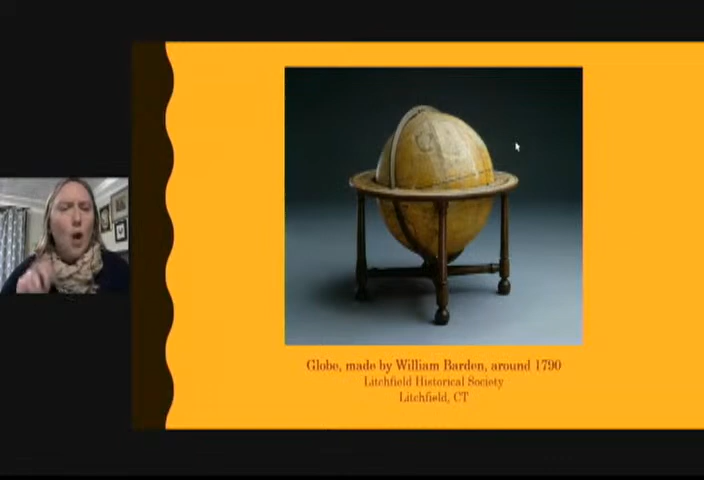 Globe, made by William Barden, around 1790
Litchfield Historical Society
Litchfield, CT